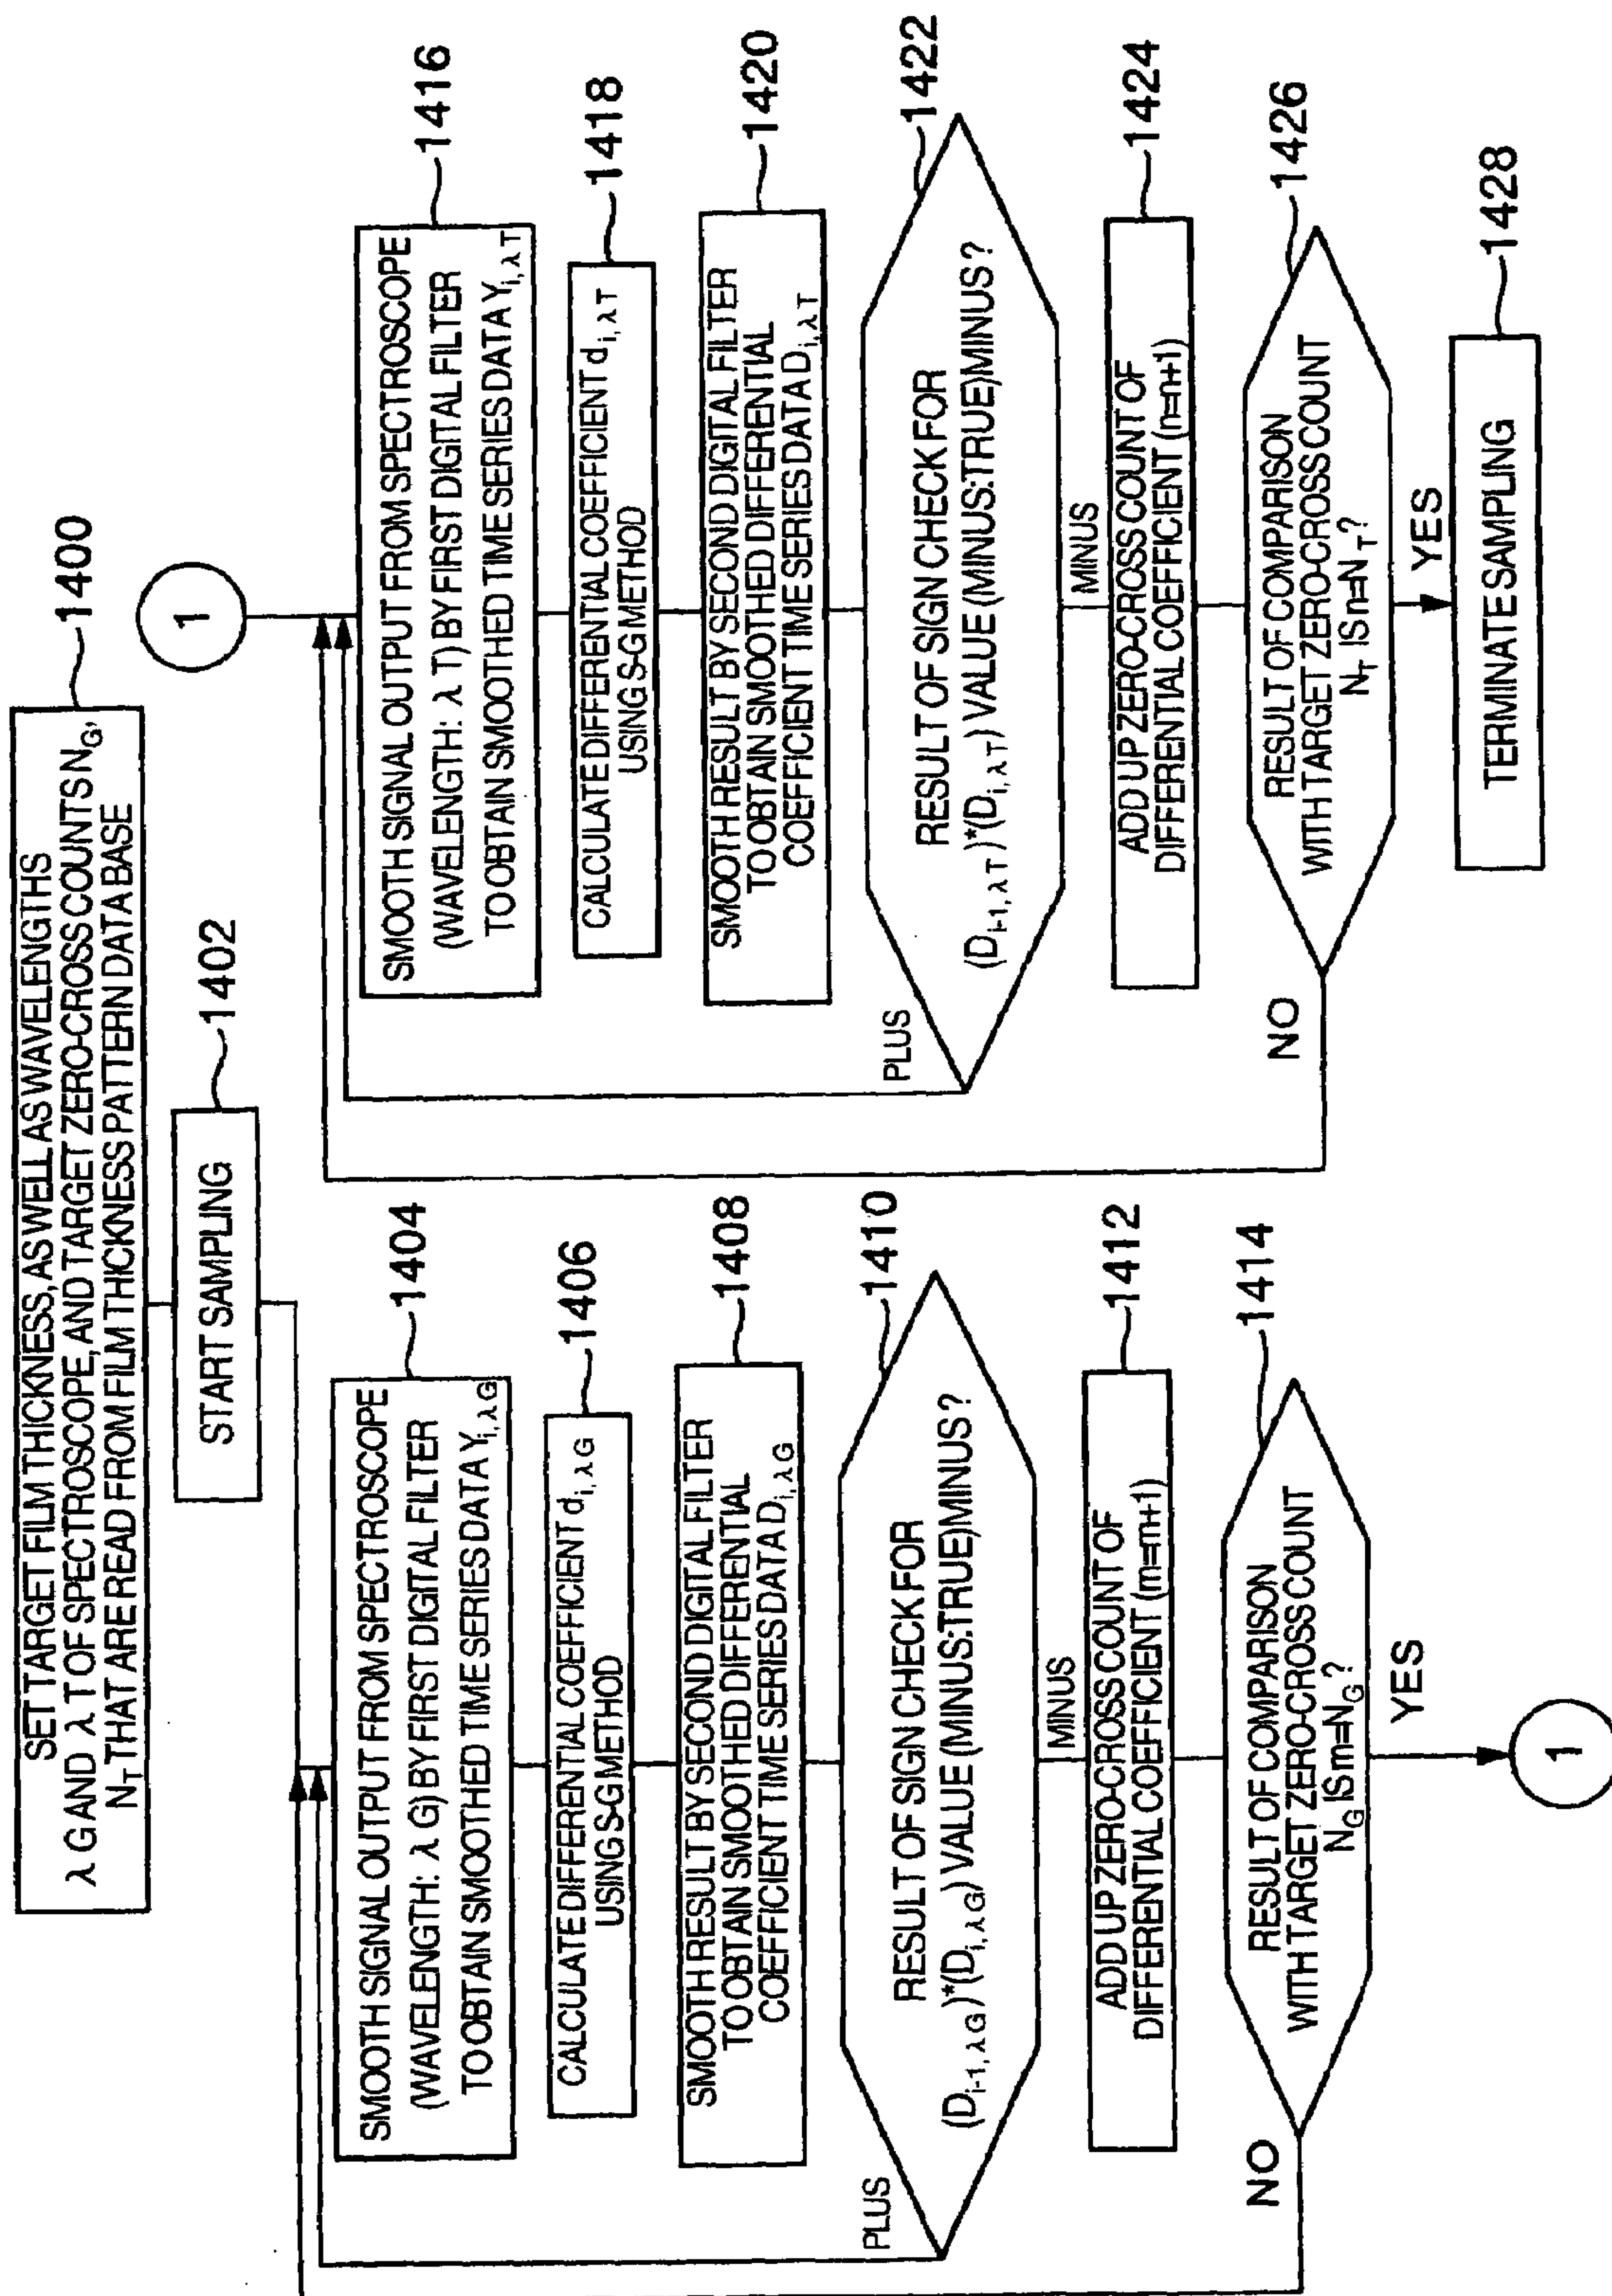 SET TARGET FILM THICKNESS, AS WELL AS WAVELENGTHS
λ G AND λ T OF SPECTROSCOPE, AND TARGET ZERO-CROSS COUNTS N_G,
N_T THAT ARE READ FROM FILM THICKNESS PATTERN DATA BASE
1400
START SAMPLING
1402
SMOOTH SIGNAL OUTPUT FROM SPECTROSCOPE
(WAVELENGTH: λ G) BY FIRST DIGITAL FILTER
TO OBTAIN SMOOTHED TIME SERIES DATA Y_i, λ G
1404
CALCULATE DIFFERENTIAL COEFFICIENT d_i, λ G
USING S-G METHOD
1406
SMOOTH RESULT BY SECOND DIGITAL FILTER
TO OBTAIN SMOOTHED DIFFERENTIAL
COEFFICIENT TIME SERIES DATA D_i, λ G
1408
RESULT OF SIGN CHECK FOR
(D_i-1, λ G)*(D_i, λ G) VALUE (MINUS:TRUE)MINUS?
1410
PLUS
MINUS
ADD UP ZERO-CROSS COUNT OF
DIFFERENTIAL COEFFICIENT (m=m+1)
1412
RESULT OF COMPARISON
WITH TARGET ZERO-CROSS COUNT
N_G IS m=N_G?
1414
NO
YES
1
1
SMOOTH SIGNAL OUTPUT FROM SPECTROSCOPE
(WAVELENGTH: λ T) BY FIRST DIGITAL FILTER
TO OBTAIN SMOOTHED TIME SERIES DATA Y_i, λ T
1416
CALCULATE DIFFERENTIAL COEFFICIENT d_i, λ T
USING S-G METHOD
1418
SMOOTH RESULT BY SECOND DIGITAL FILTER
TO OBTAIN SMOOTHED DIFFERENTIAL
COEFFICIENT TIME SERIES DATA D_i, λ T
1420
RESULT OF SIGN CHECK FOR
(D_i-1, λ T)*(D_i, λ T) VALUE (MINUS:TRUE)MINUS?
1422
PLUS
MINUS
ADD UP ZERO-CROSS COUNT OF
DIFFERENTIAL COEFFICIENT (n=n+1)
1424
RESULT OF COMPARISON
WITH TARGET ZERO-CROSS COUNT
N_T IS n=N_T?
1426
NO
YES
TERMINATE SAMPLING
1428